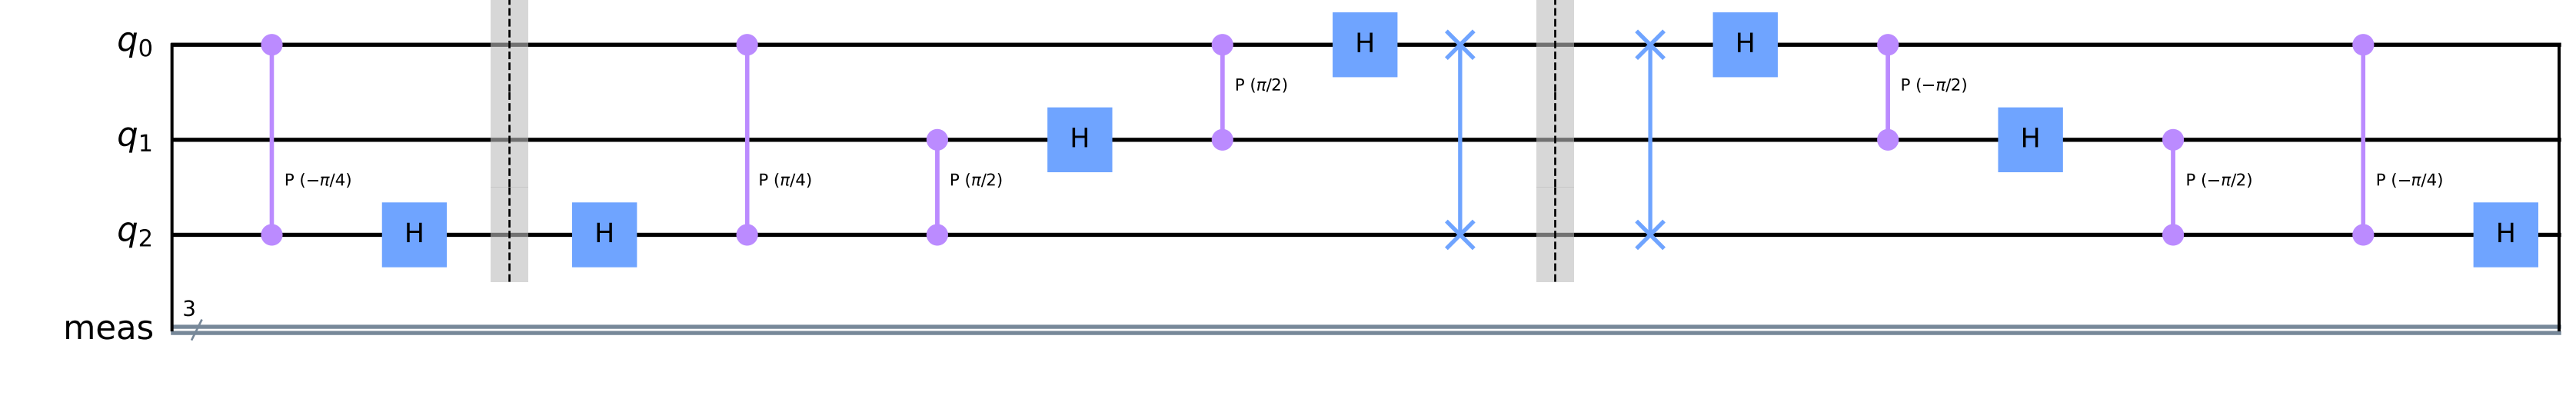 q0 H H
P (π/2) P (−π/2)
q1 H H
P (−π/4) P (π/4) P (π/2) P (−π/2) P (−π/4)
q2 H H H
3
meas